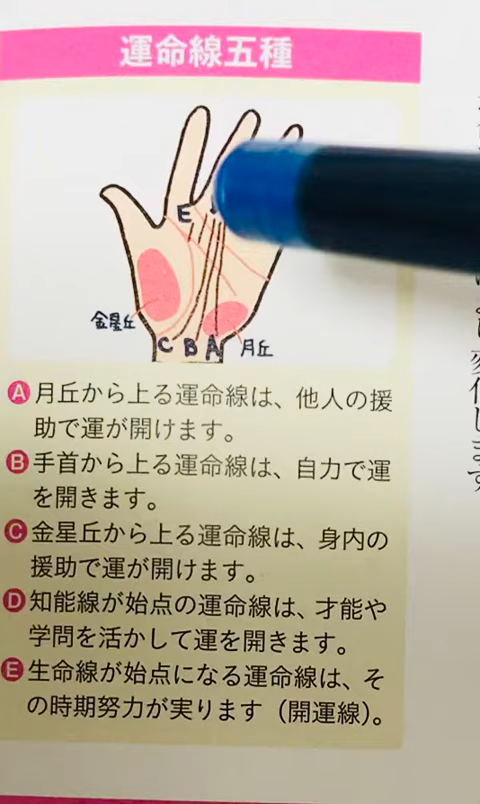 運命線五種
E
金星丘
C B A 月丘
A 月丘から上る運命線は、他人の援
助で運が開けます。
B 手首から上る運命線は、自力で運
を開きます。
C 金星丘から上る運命線は、身内の
援助で運が開けます。
D 知能線が始点の運命線は、才能や
学問を活かして運を開きます。
E 生命線が始点になる運命線は、そ
の時期努力が実ります（開運線）。